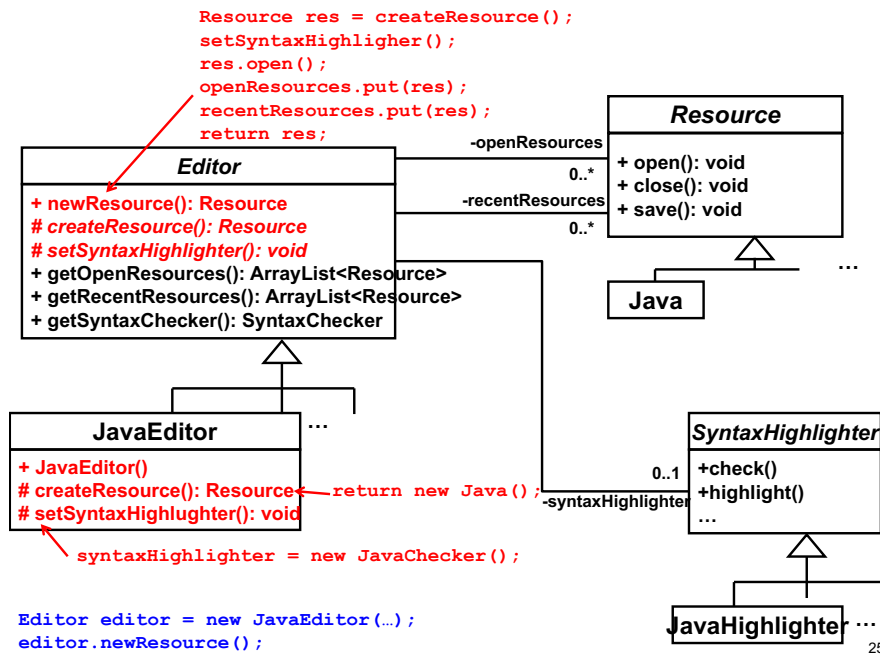 Resource res = createResource();
setSyntaxHighligher();
res.open();
openResources.put(res);
recentResources.put(res);
return res;
Editor
+ newResource(): Resource
# createResource(): Resource
# setSyntaxHighlighter(): void
+ getOpenResources(): ArrayList<Resource>
+ getRecentResources(): ArrayList<Resource>
+ getSyntaxChecker(): SyntaxChecker
-openResources
0..*
-recentResources
0..*
Resource
+ open(): void
+ close(): void
+ save(): void
...
Java
...
JavaEditor
+ JavaEditor()
# createResource(): Resource
# setSyntaxHighlughter(): void
return new Java();
syntaxHighlighter = new JavaChecker();
0..1
-syntaxHighlighter
SyntaxHighlighter
+check()
+highlight()
...
JavaHighlighter
...
Editor editor = new JavaEditor(…);
editor.newResource();
25